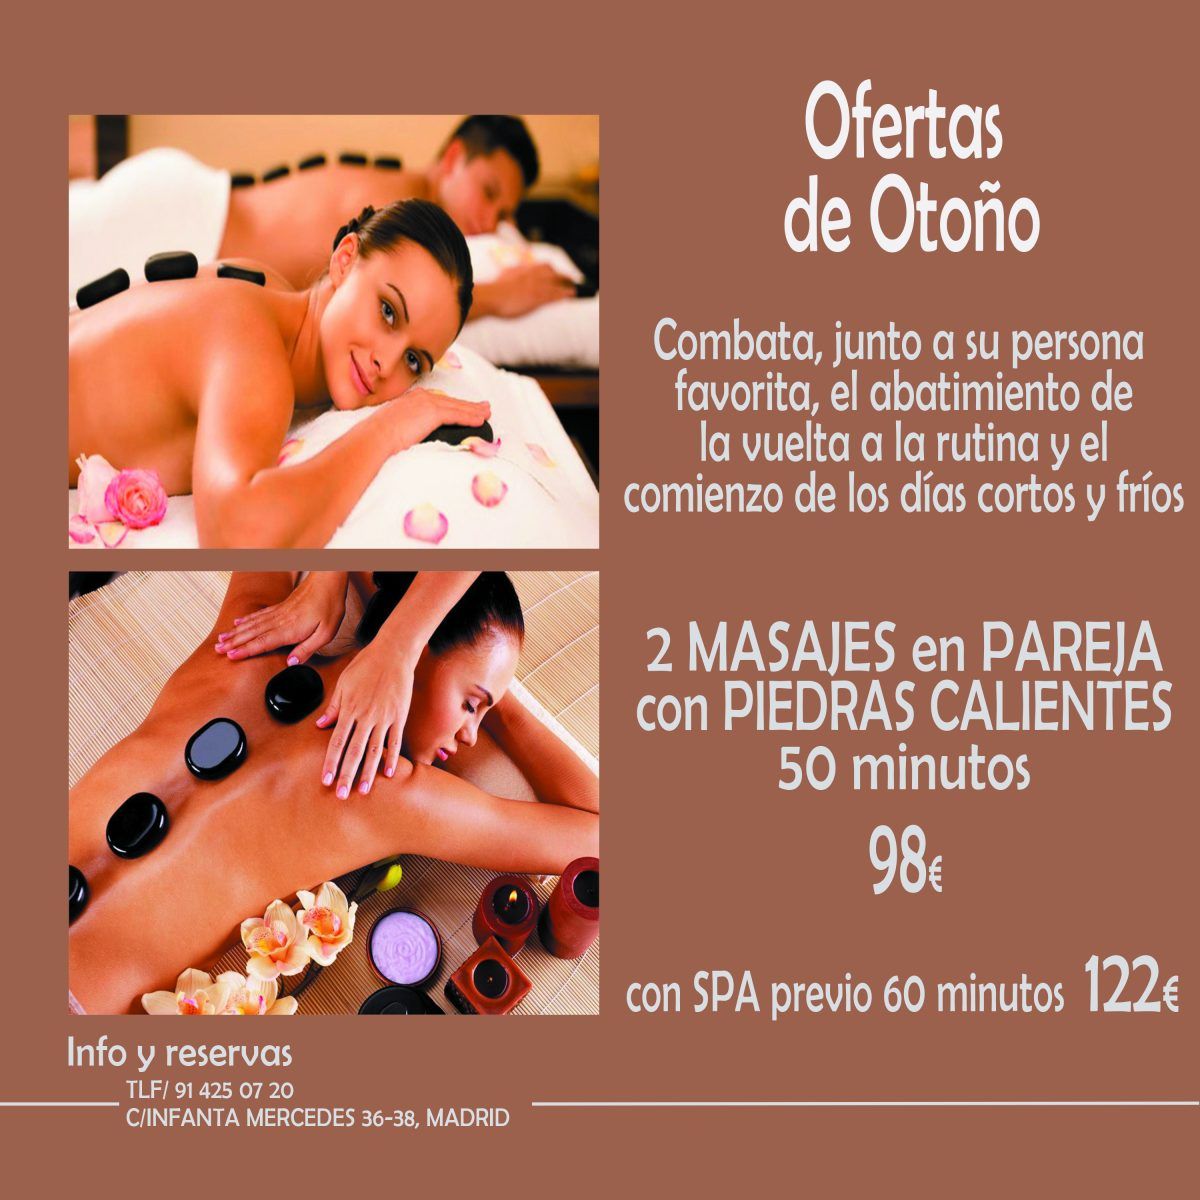 Ofertas
de Otoño
Combata, junto a su persona
favorita, el abatimiento de
la vuelta a la rutina y el
comienzo de los días cortos y fríos
2 MASAJES en PAREJA
con PIEDRAS CALIENTES
50 minutos
98€
con SPA previo 60 minutos 122€
Info y reservas
TLF/ 91 425 07 20
C/INFANTA MERCEDES 36-38, MADRID